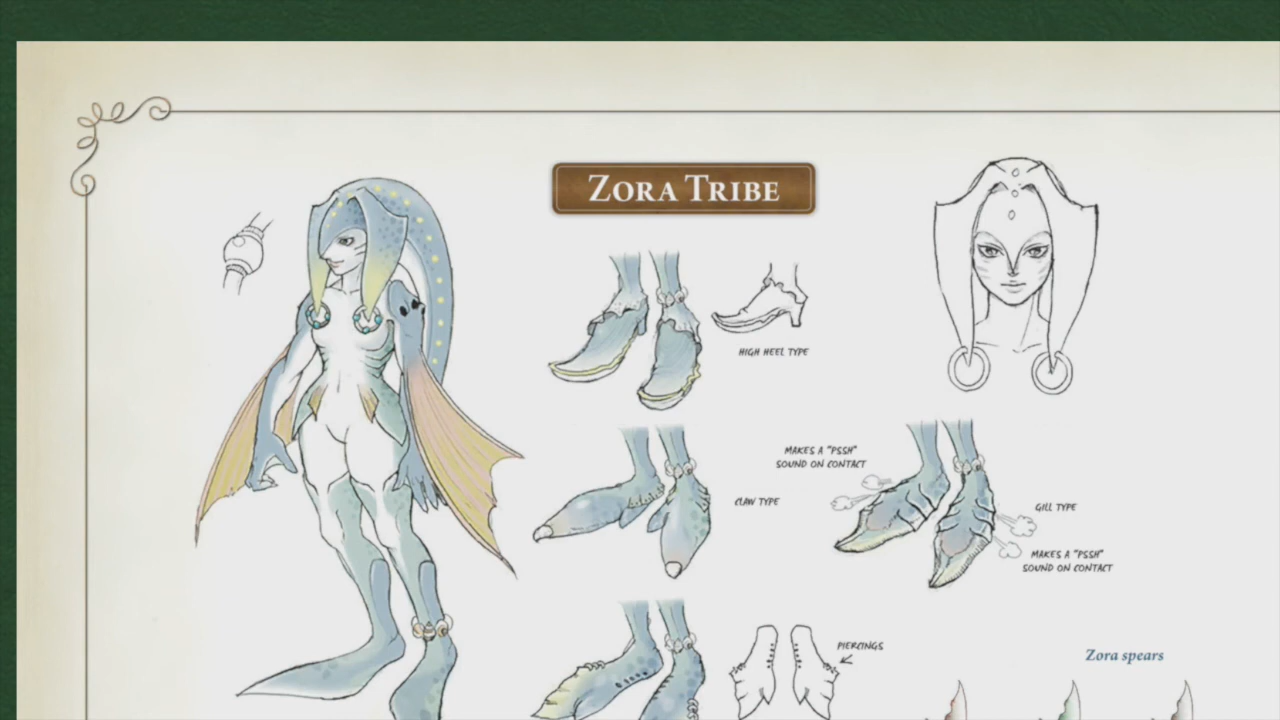 ZORA TRIBE
HIGH HEEL TYPE
MAKES A "PSSH"
SOUND ON CONTACT
CLAW TYPE
GILL TYPE
MAKES A "PSSH"
SOUND ON CONTACT
PIERCINGS
Zora spears